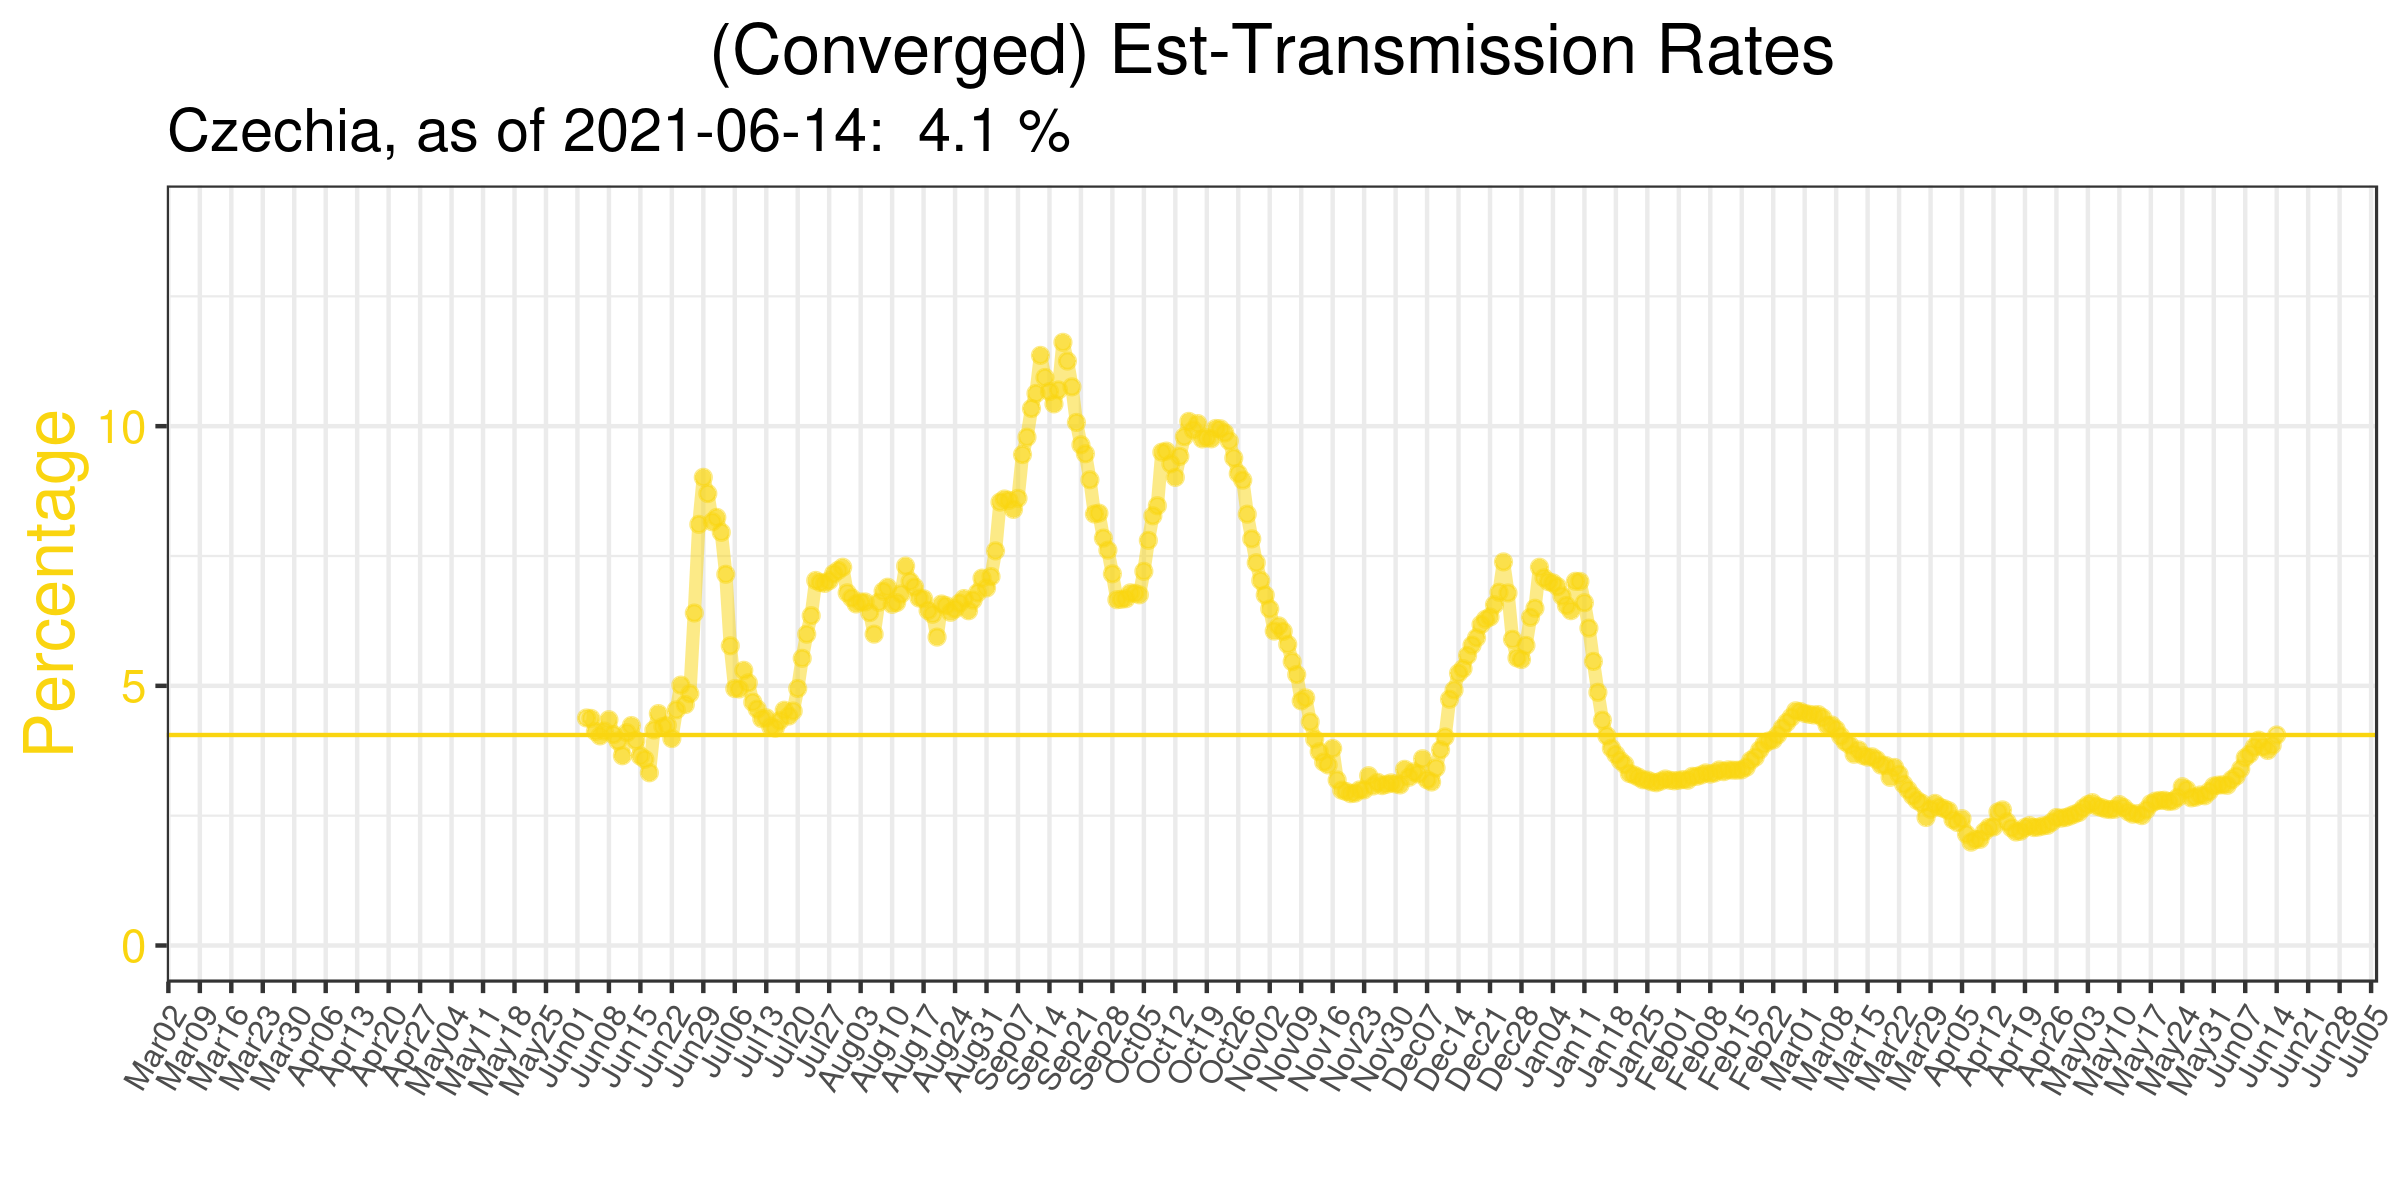 (Converged) Est-Transmission Rates
Czechia, as of 2021-06-14:  4.1 %
Percentage
10
5
0
Mar02
Mar09
Mar16
Mar23
Mar30
Apr06
Apr13
Apr20
Apr27
May04
May11
May18
May25
Jun01
Jun08
Jun15
Jun22
Jun29
Jul06
Jul13
Jul20
Jul27
Aug03
Aug10
Aug17
Aug24
Aug31
Sep07
Sep14
Sep21
Sep28
Oct05
Oct12
Oct19
Oct26
Nov02
Nov09
Nov16
Nov23
Nov30
Dec07
Dec14
Dec21
Dec28
Jan04
Jan11
Jan18
Jan25
Feb01
Feb08
Feb15
Feb22
Mar01
Mar08
Mar15
Mar22
Mar29
Apr05
Apr12
Apr19
Apr26
May03
May10
May17
May24
May31
Jun07
Jun14
Jun21
Jun28
Jul05